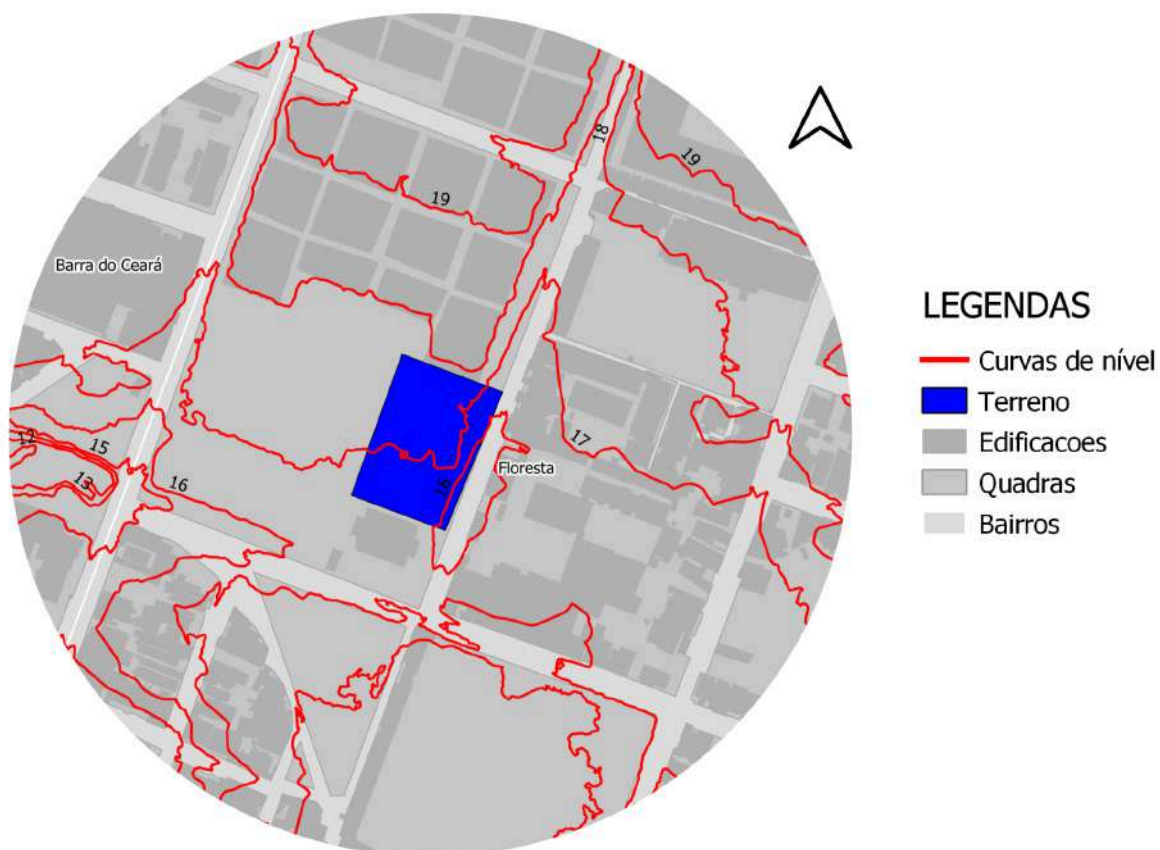 18
19
19
Barra do Ceará
LEGENDAS
Curvas de nível
Terreno
Edificacoes
Quadras
Bairros
12
15
13
16
17
Floresta
16